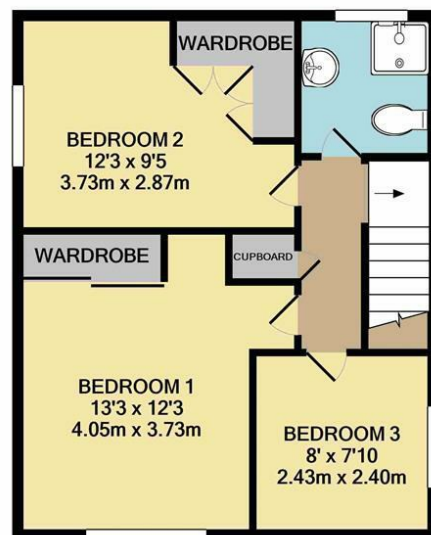 WARDROBE
BEDROOM 2
12'3 x 9'5
3.73m x 2.87m
WARDROBE
CUPBOARD
BEDROOM 1
13'3 x 12'3
4.05m x 3.73m
BEDROOM 3
8' x 7'10
2.43m x 2.40m